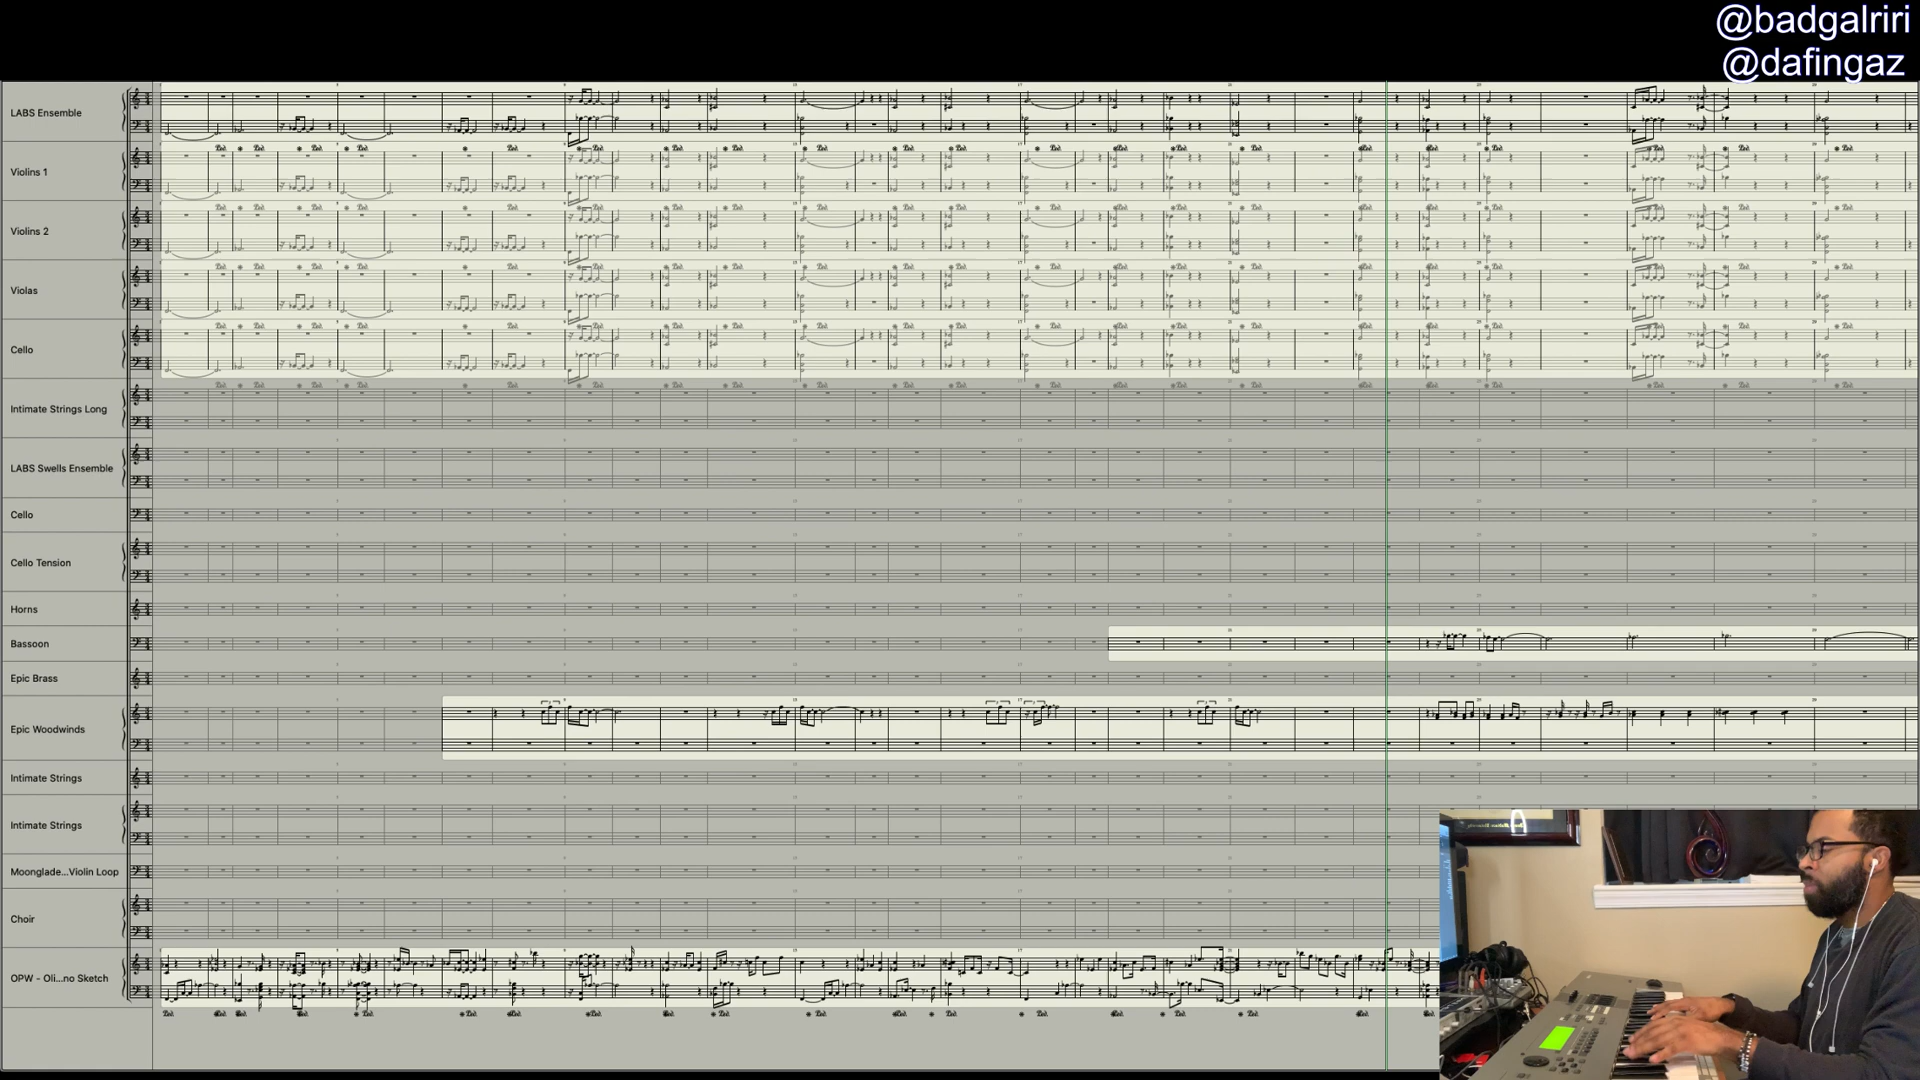 @badgalriri
@dafingaz
LABS Ensemble
Violins 1
Violins 2
Violas
Cello
Intimate Strings Long
LABS Swells Ensemble
Cello
Cello Tension
Horns
Bassoon
Epic Brass
Epic Woodwinds
Intimate Strings
Intimate Strings
Moonglade...Violin Loop
Choir
OPW - Oli...no Sketch